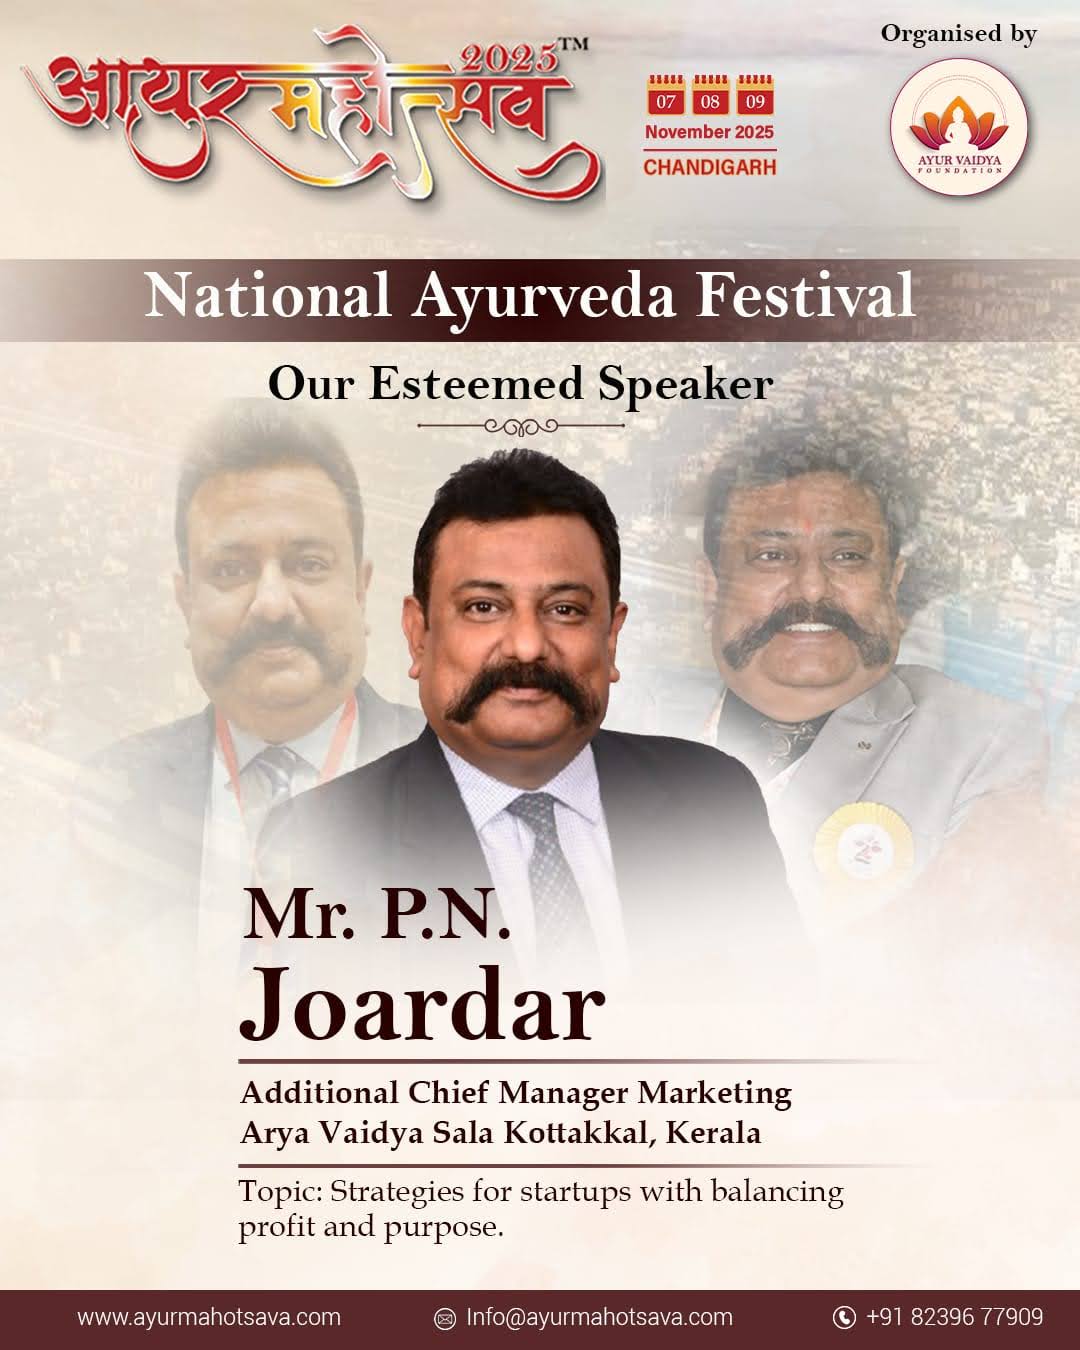 आयुर महोत्सव 2025™
Organised by
07 08 09
November 2025
CHANDIGARH
AYUR VAIDYA
FOUNDATION
National Ayurveda Festival
Our Esteemed Speaker
Mr. P.N.
Joardar
Additional Chief Manager Marketing
Arya Vaidya Sala Kottakkal, Kerala
Topic: Strategies for startups with balancing
profit and purpose.
www.ayurmahotsava.com
Info@ayurmahotsava.com
+91 82396 77909